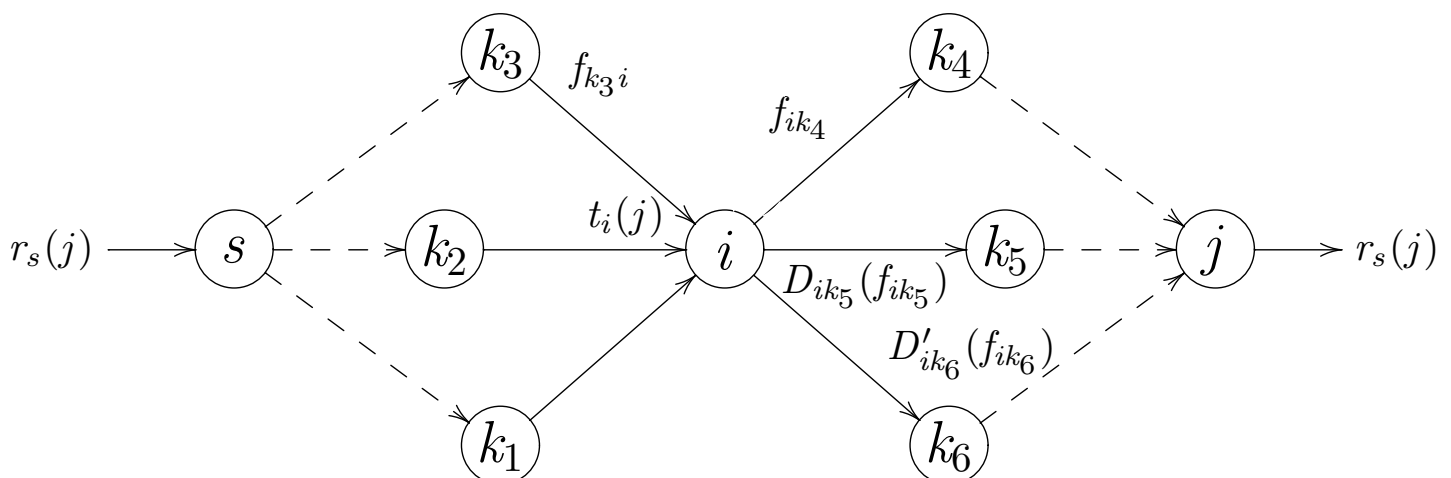 k₃
f_{k₃i}
k₄
f_{ik₄}
r_s(j)
s
k₂
t_i(j)
i
k₅
j
r_s(j)
D_{ik₅}(f_{ik₅})
D′_{ik₆}(f_{ik₆})
k₁
k₆